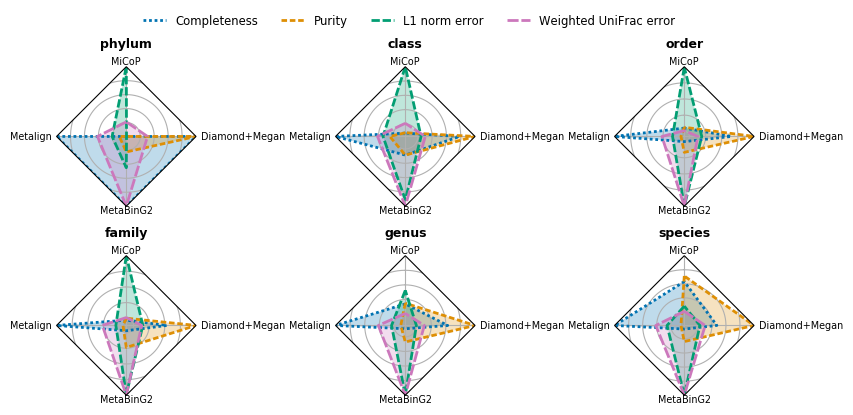 Completeness Purity L1 norm error Weighted UniFrac error
phylum class order
MiCoP MiCoP MiCoP
Metalign Diamond+Megan Metalign Diamond+Megan Metalign Diamond+Megan
MetaBinG2 MetaBinG2 MetaBinG2
family genus species
MiCoP MiCoP MiCoP
Metalign Diamond+Megan Metalign Diamond+Megan Metalign Diamond+Megan
MetaBinG2 MetaBinG2 MetaBinG2